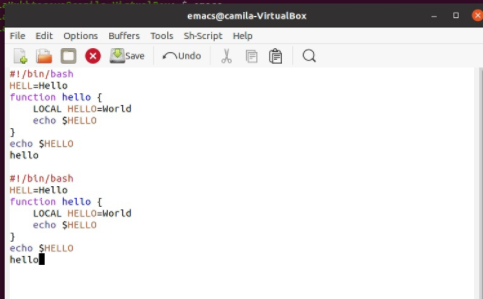 emacs@camila-VirtualBox
File Edit Options Buffers Tools Sh-Script Help
Save Undo
#!/bin/bash
HELL=Hello
function hello {
    LOCAL HELLO=World
    echo $HELLO
}
echo $HELLO
hello

#!/bin/bash
HELL=Hello
function hello {
    LOCAL HELLO=World
    echo $HELLO
}
echo $HELLO
hello